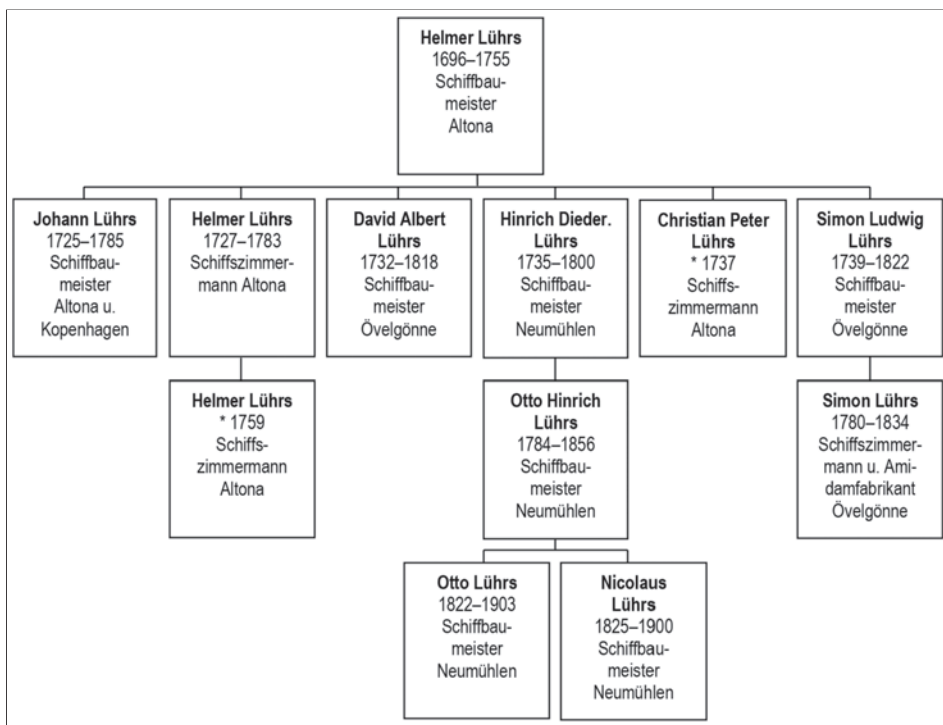 Helmer Lührs
1696–1755
Schiffbau-
meister
Altona
Johann Lührs
1725–1785
Schiffbau-
meister
Altona u.
Kopenhagen
Helmer Lührs
1727–1783
Schiffszimmer-
mann Altona
David Albert
Lührs
1732–1818
Schiffbau-
meister
Övelgönne
Hinrich Dieder.
Lührs
1735–1800
Schiffbau-
meister
Neumühlen
Christian Peter
Lührs
* 1737
Schiffs-
zimmermann
Altona
Simon Ludwig
Lührs
1739–1822
Schiffbau-
meister
Övelgönne
Helmer Lührs
* 1759
Schiffs-
zimmermann
Altona
Otto Hinrich
Lührs
1784–1856
Schiffbau-
meister
Neumühlen
Simon Lührs
1780–1834
Schiffszimmer-
mann u. Ami-
damfabrikant
Övelgönne
Otto Lührs
1822–1903
Schiffbau-
meister
Neumühlen
Nicolaus
Lührs
1825–1900
Schiffbau-
meister
Neumühlen